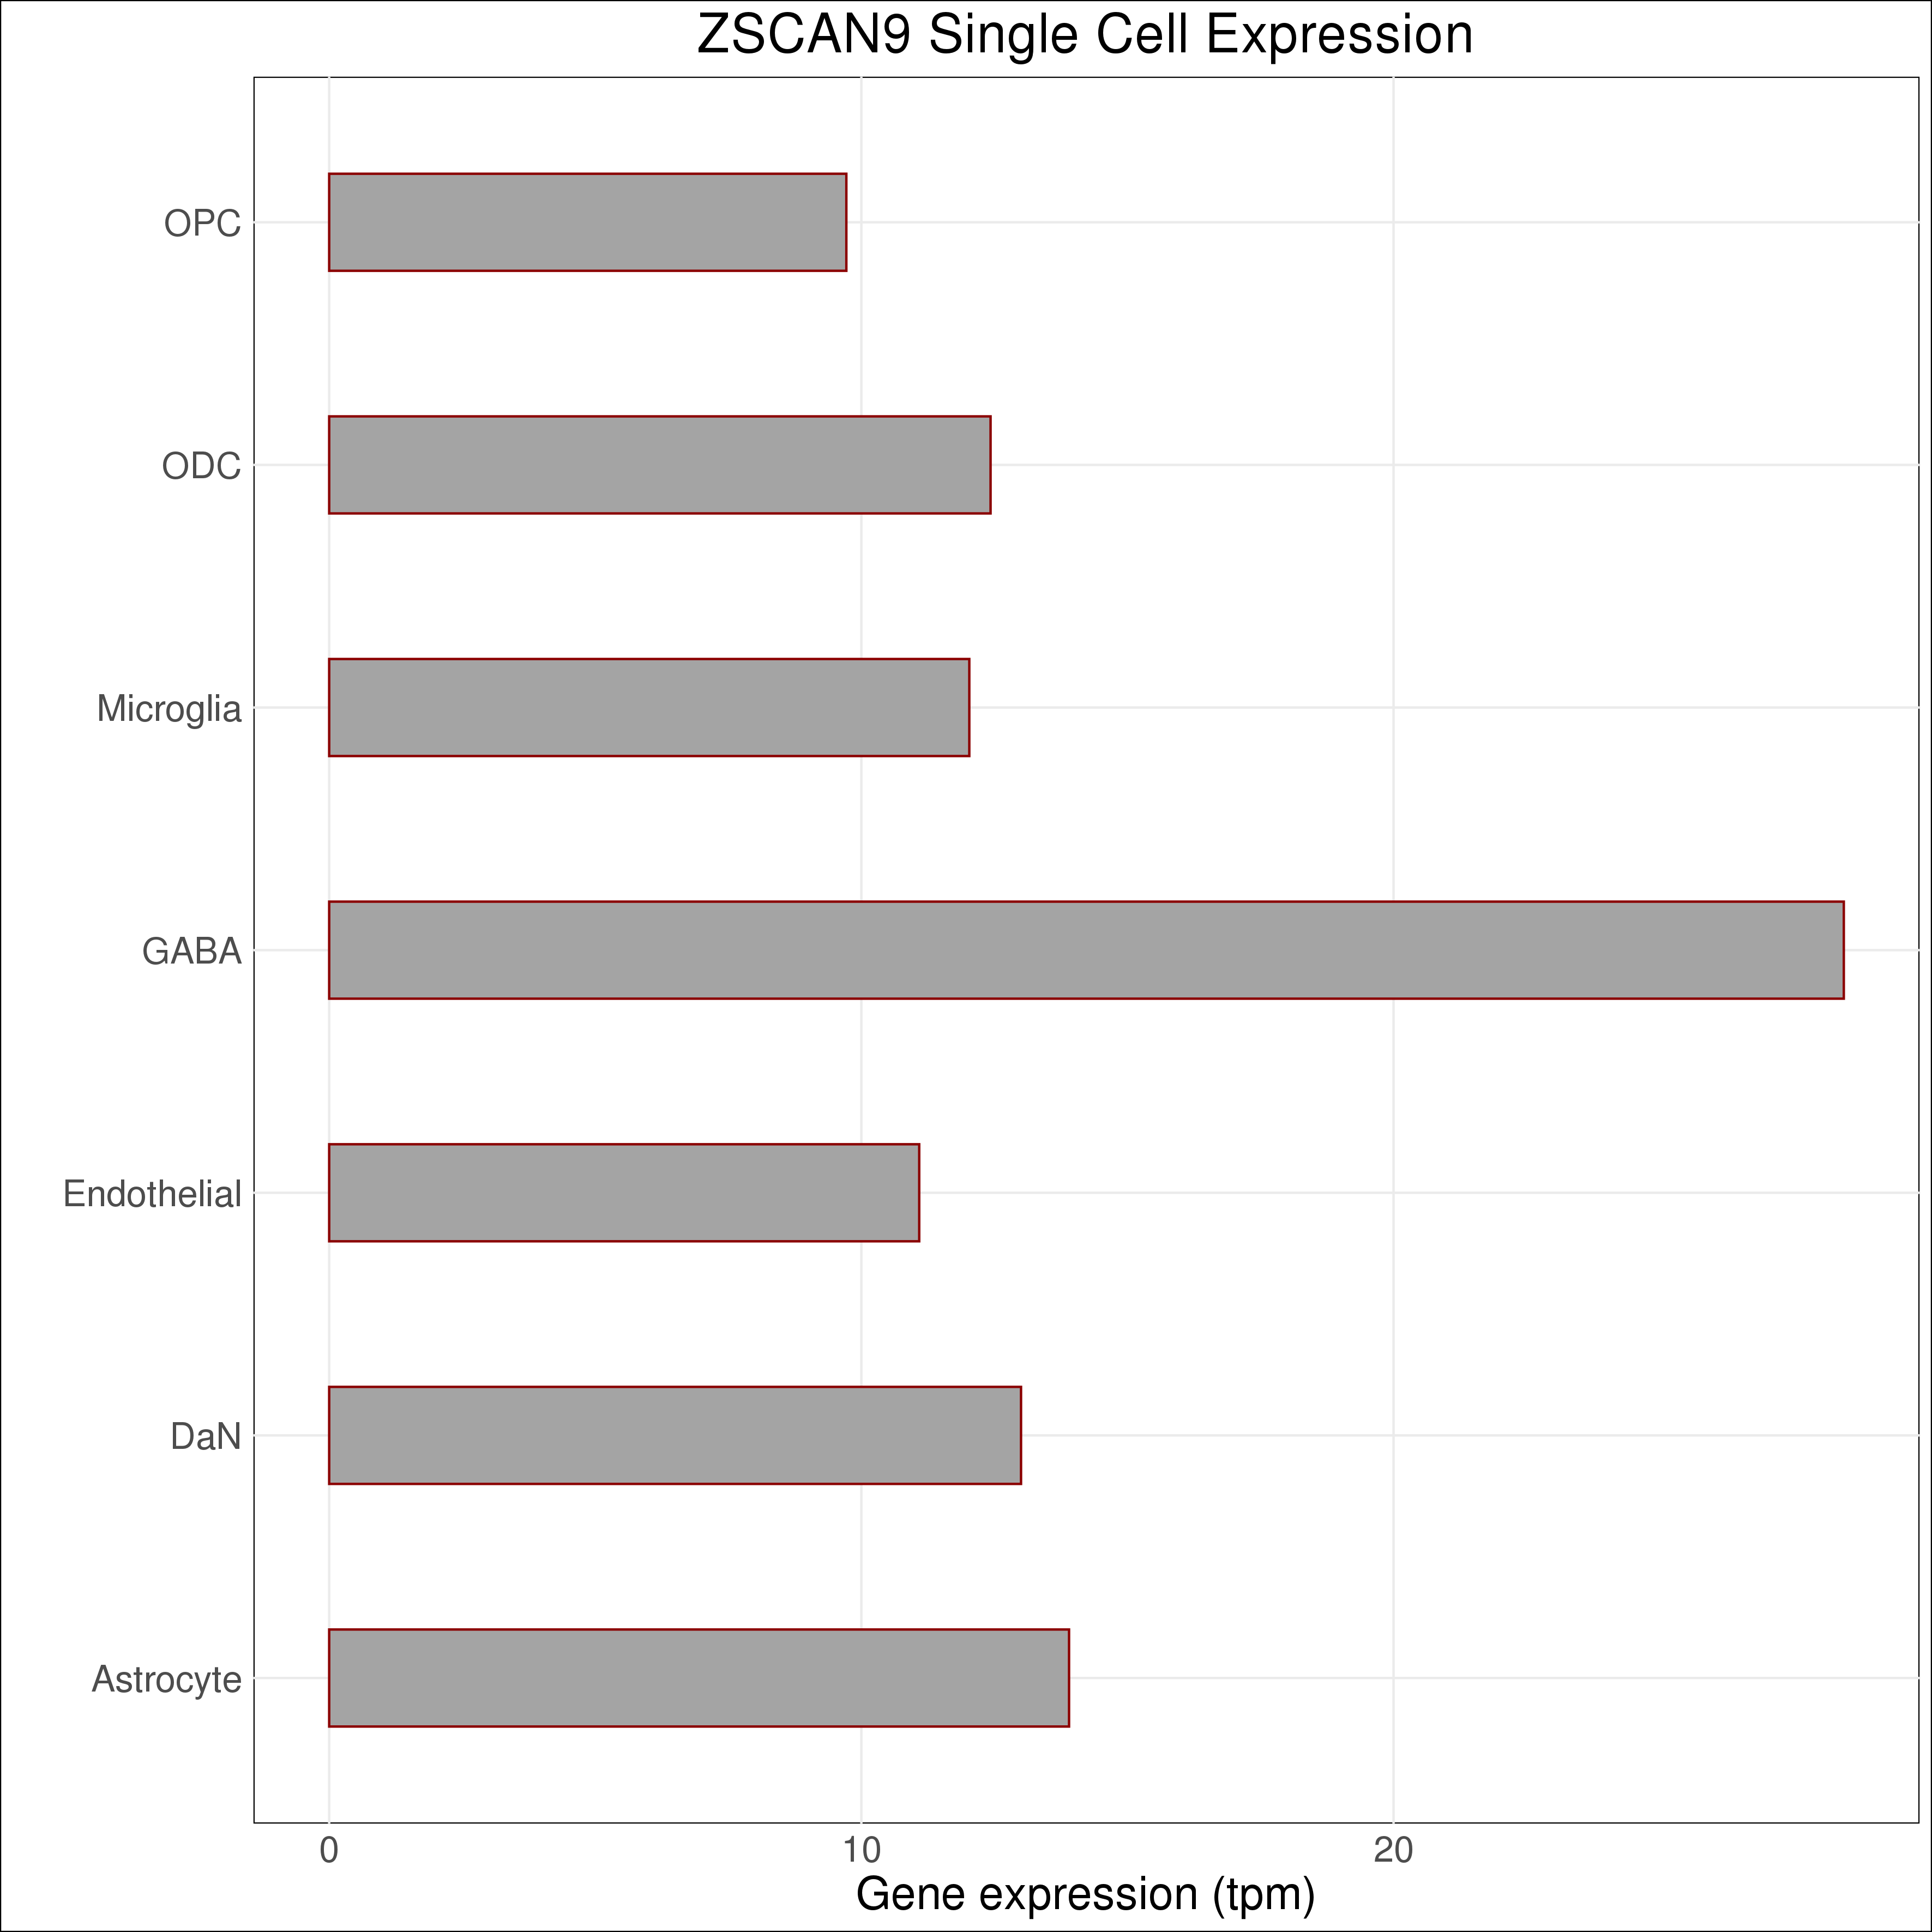 ZSCAN9 Single Cell Expression
OPC
ODC
Microglia
GABA
Endothelial
DaN
Astrocyte
0 10 20
Gene expression (tpm)